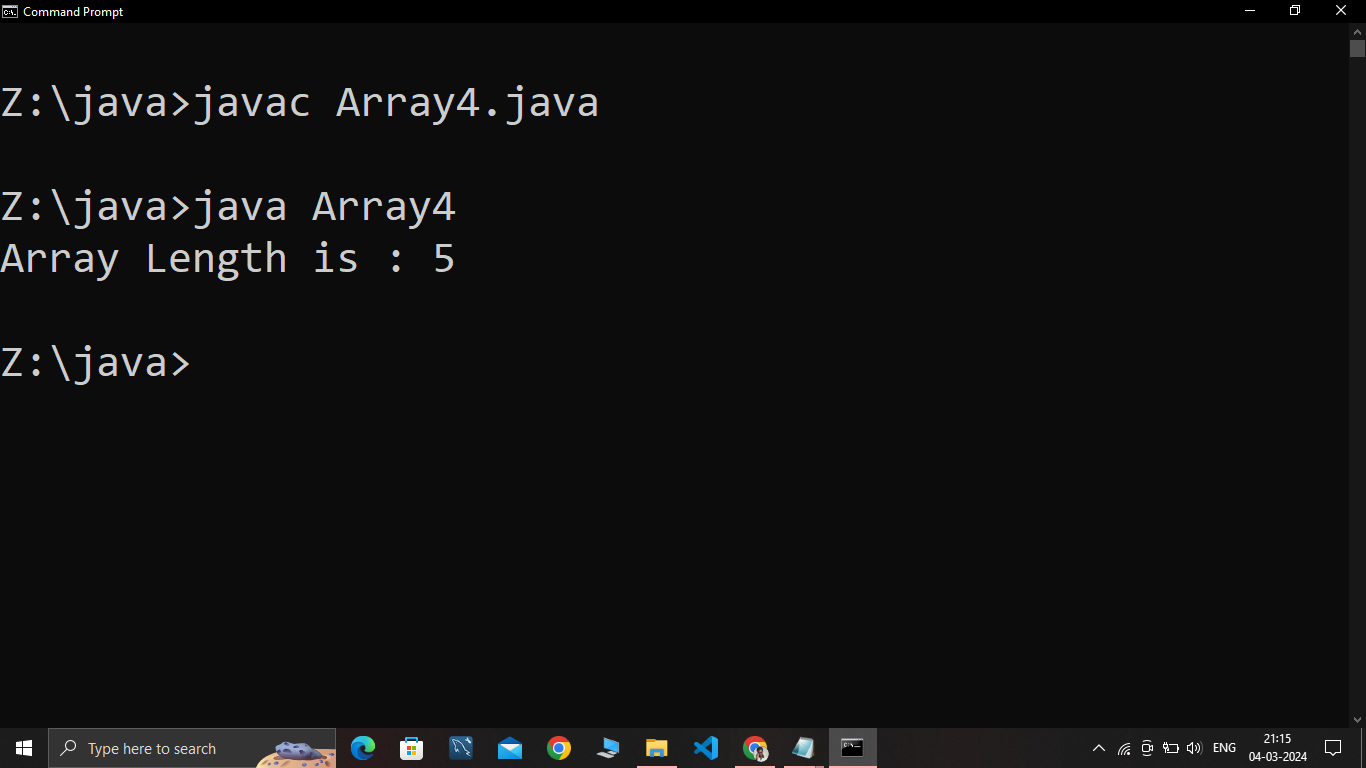 Command Prompt
Z:\java>javac Array4.java
Z:\java>java Array4
Array Length is : 5
Z:\java>
Type here to search
ENG
21:15
04-03-2024